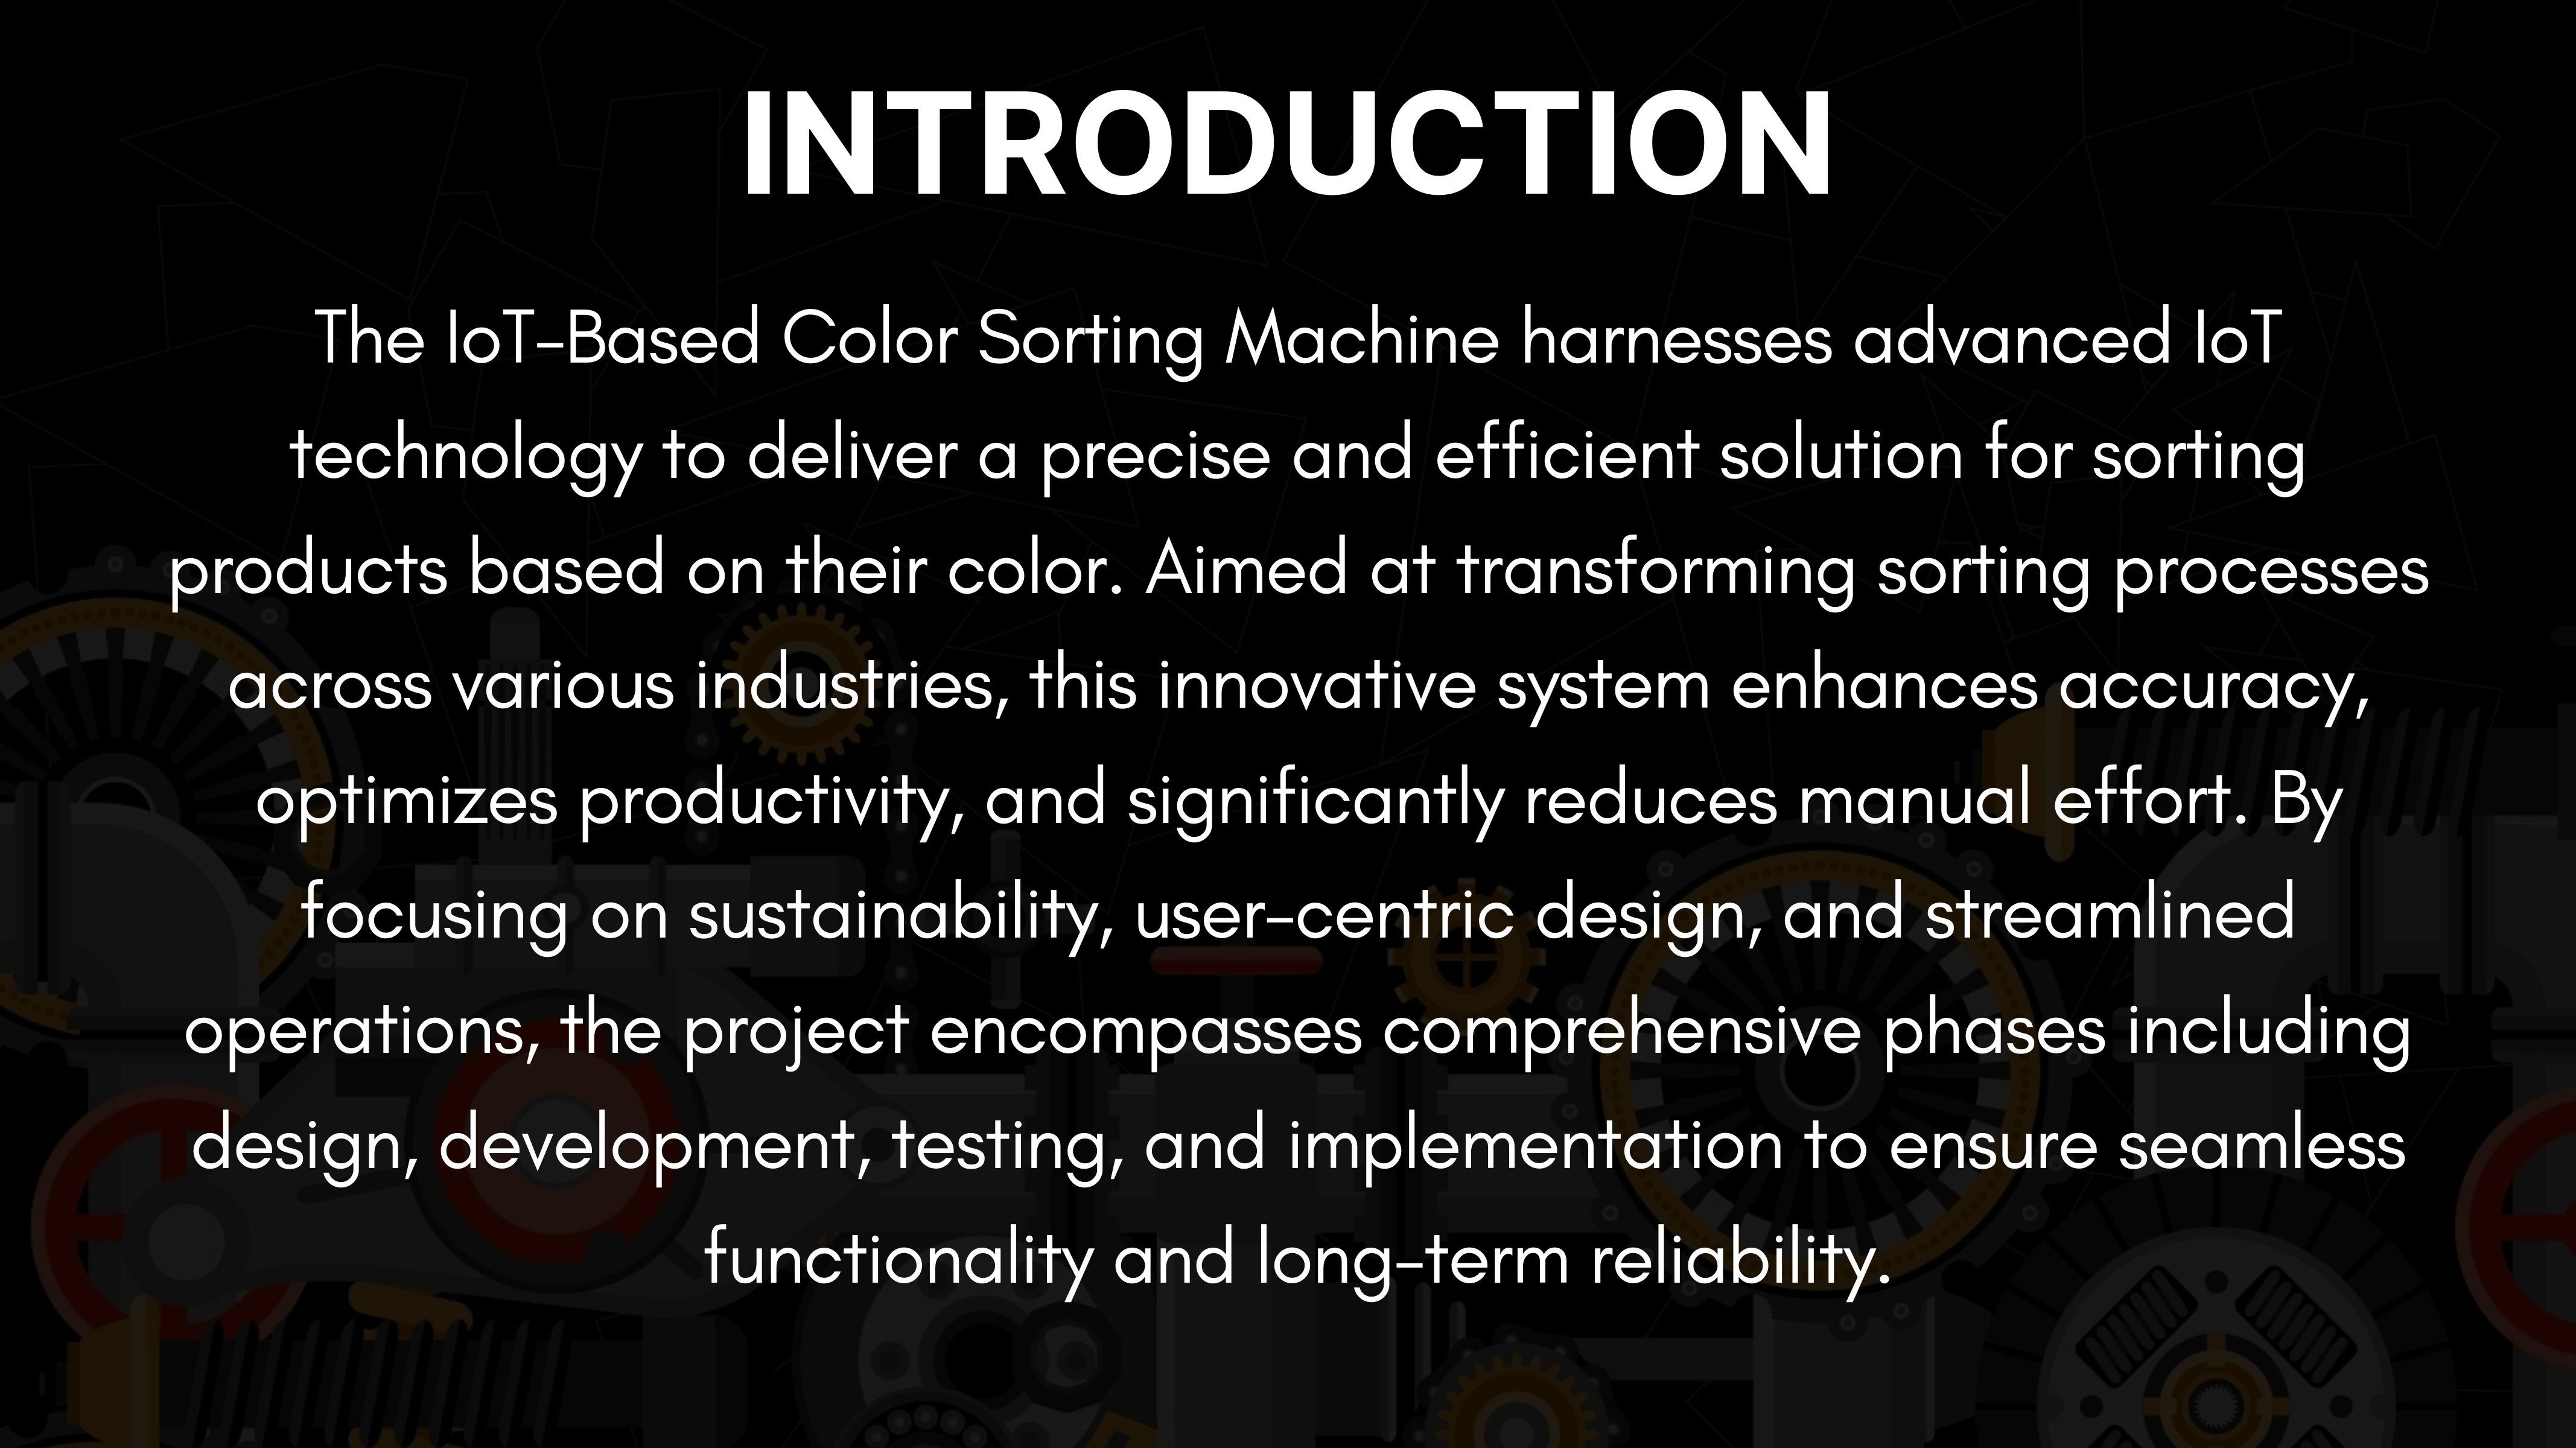 INTRODUCTION
The IoT-Based Color Sorting Machine harnesses advanced IoT
technology to deliver a precise and efficient solution for sorting
products based on their color. Aimed at transforming sorting processes
across various industries, this innovative system enhances accuracy,
optimizes productivity, and significantly reduces manual effort. By
focusing on sustainability, user-centric design, and streamlined
operations, the project encompasses comprehensive phases including
design, development, testing, and implementation to ensure seamless
functionality and long-term reliability.